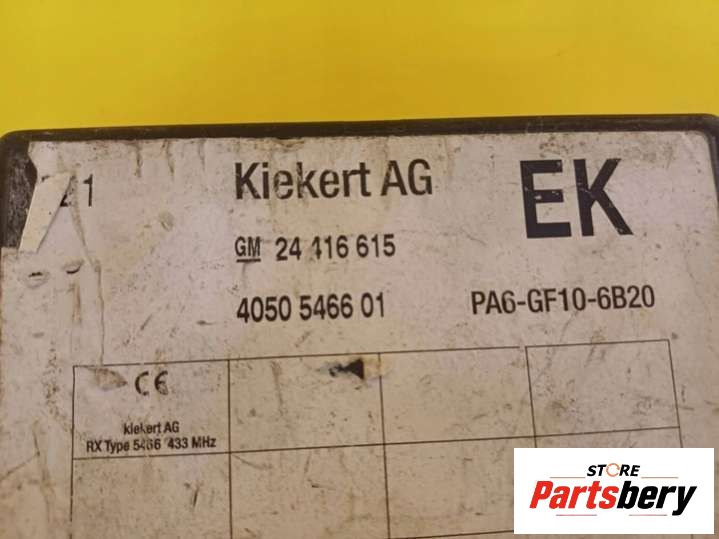 Kiekert AG
EK
GM 24 416 615
4050 5466 01
PA6-GF10-6B20
CE
kiekert AG
RX Type 5466 433 MHz
STORE
Partsbery